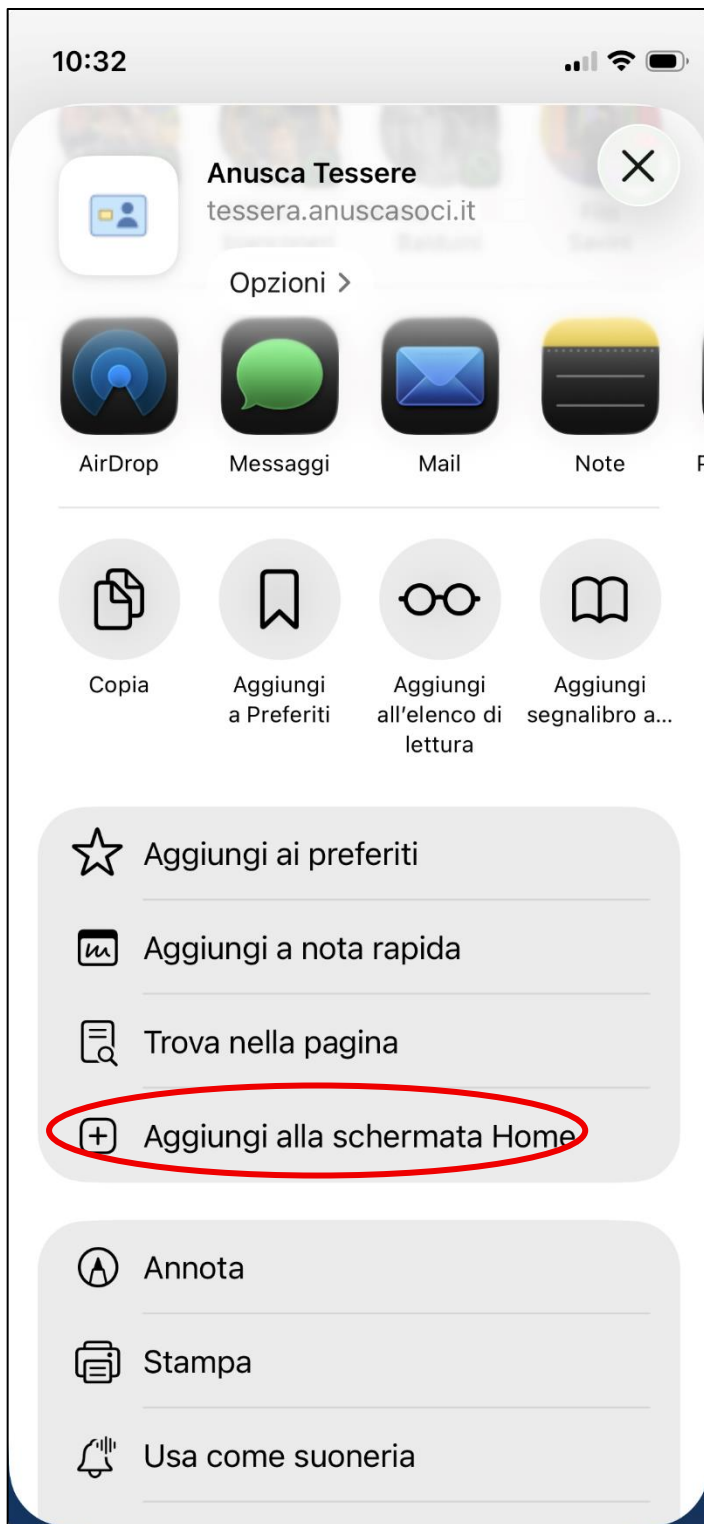 10:32
Anusca Tessere
tessera.anuscasoci.it
Opzioni >
AirDrop
Messaggi
Mail
Note
Copia
Aggiungi
a Preferiti
Aggiungi
all'elenco di
lettura
Aggiungi
segnalibro a...
Aggiungi ai preferiti
Aggiungi a nota rapida
Trova nella pagina
Aggiungi alla schermata Home
Annota
Stampa
Usa come suoneria